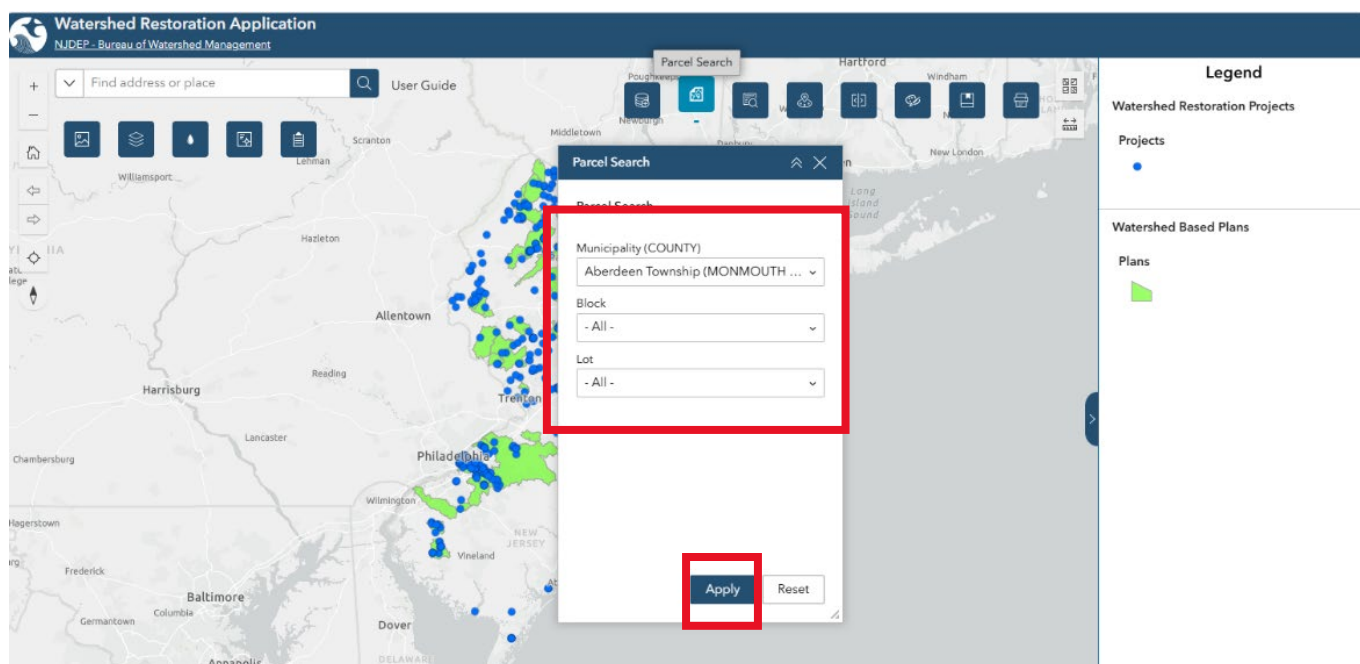 Watershed Restoration Application
NJDEP - Bureau of Watershed Management
Find address or place
User Guide
Parcel Search
Hartford
Windham
Newburgh
Middletown
Danbury
New London
Scranton
Lehman
Williamsport
Hazleton
Allentown
Reading
Harrisburg
Trenton
Lancaster
Chambersburg
Philadelphia
Wilmington
Hagerstown
NEW
JERSEY
Vineland
Frederick
Baltimore
Columbia
Germantown
Dover
Annapolis
DELAWARE
Long
Island
Sound
Parcel Search
Parcel Search
Municipality (COUNTY)
Aberdeen Township (MONMOUTH ...
Block
- All -
Lot
- All -
Apply
Reset
Legend
Watershed Restoration Projects
Projects
Watershed Based Plans
Plans